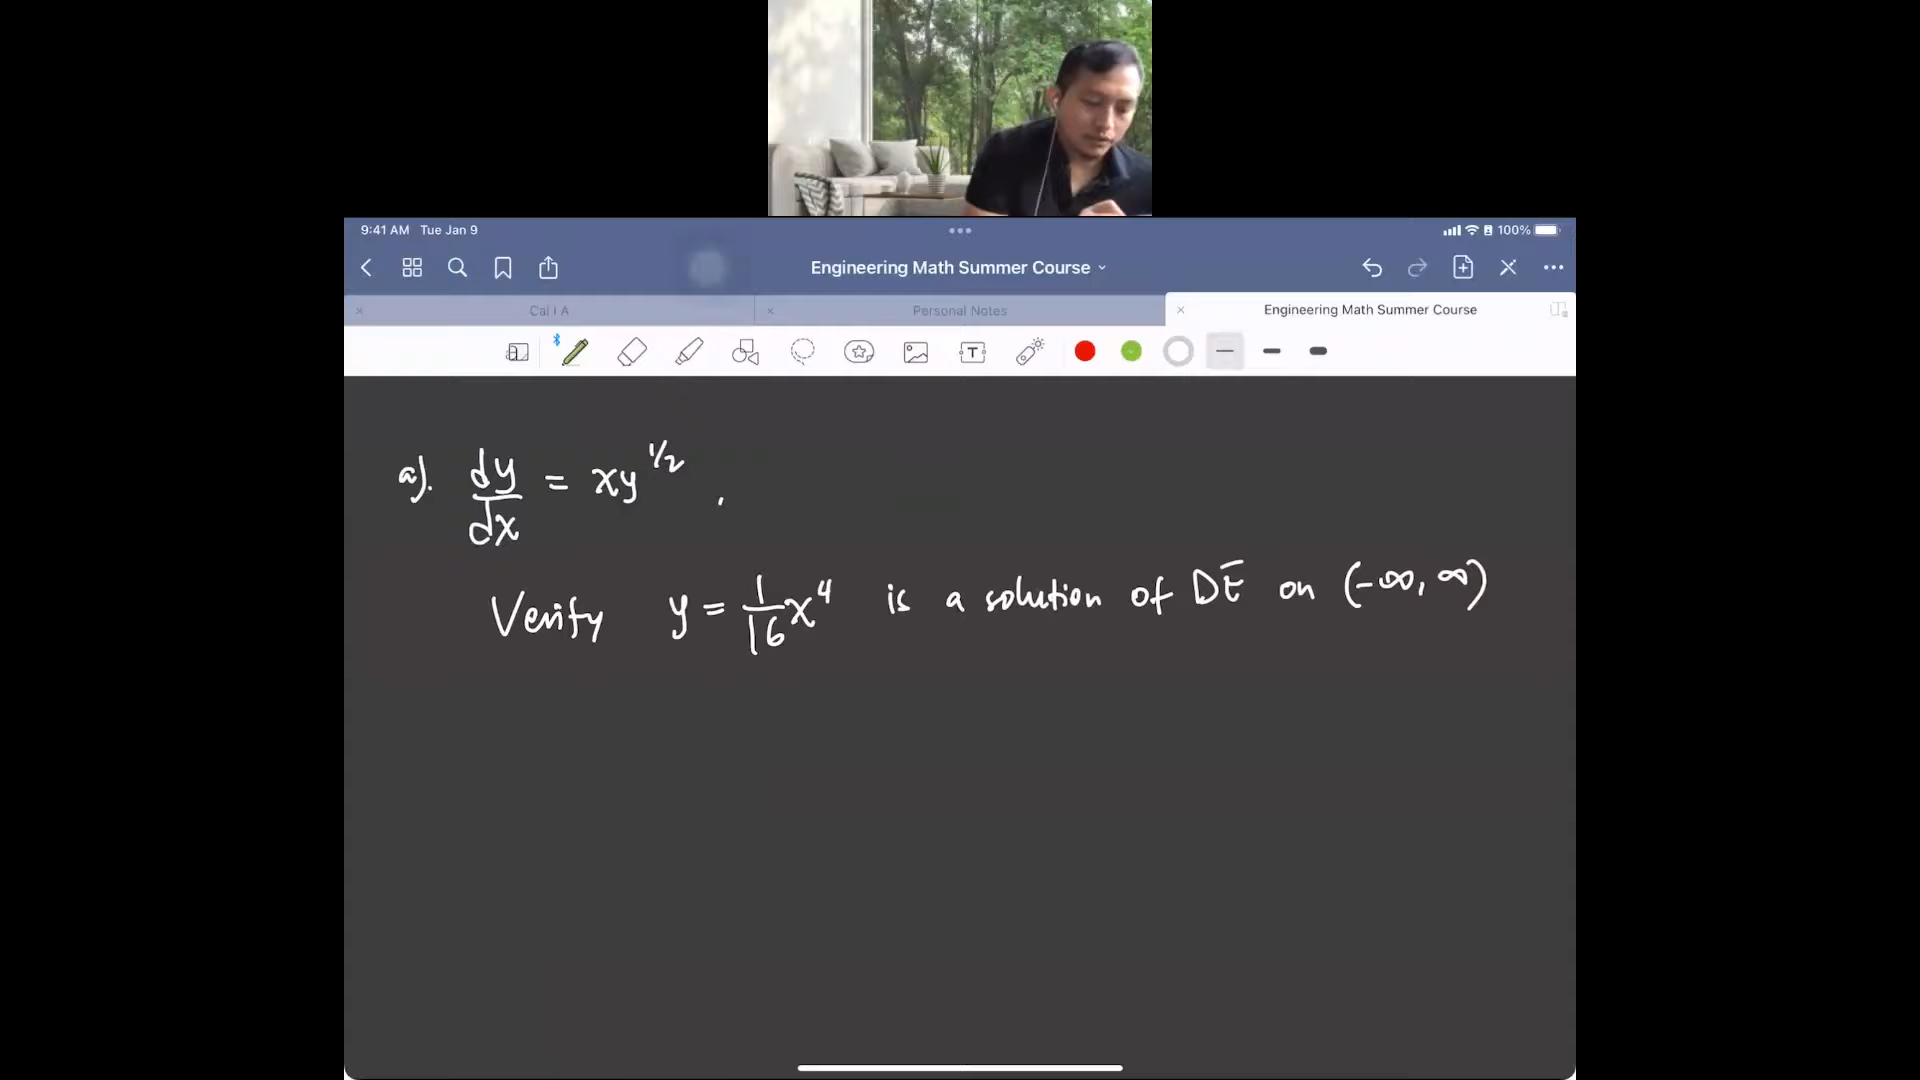 9:41 AM Tue Jan 9
100%
Engineering Math Summer Course
Cal I A
Personal Notes
Engineering Math Summer Course
a). dy/dx = xy^1/2 .
Verify y = 1/16 x^4 is a solution of DE on (-∞, ∞)